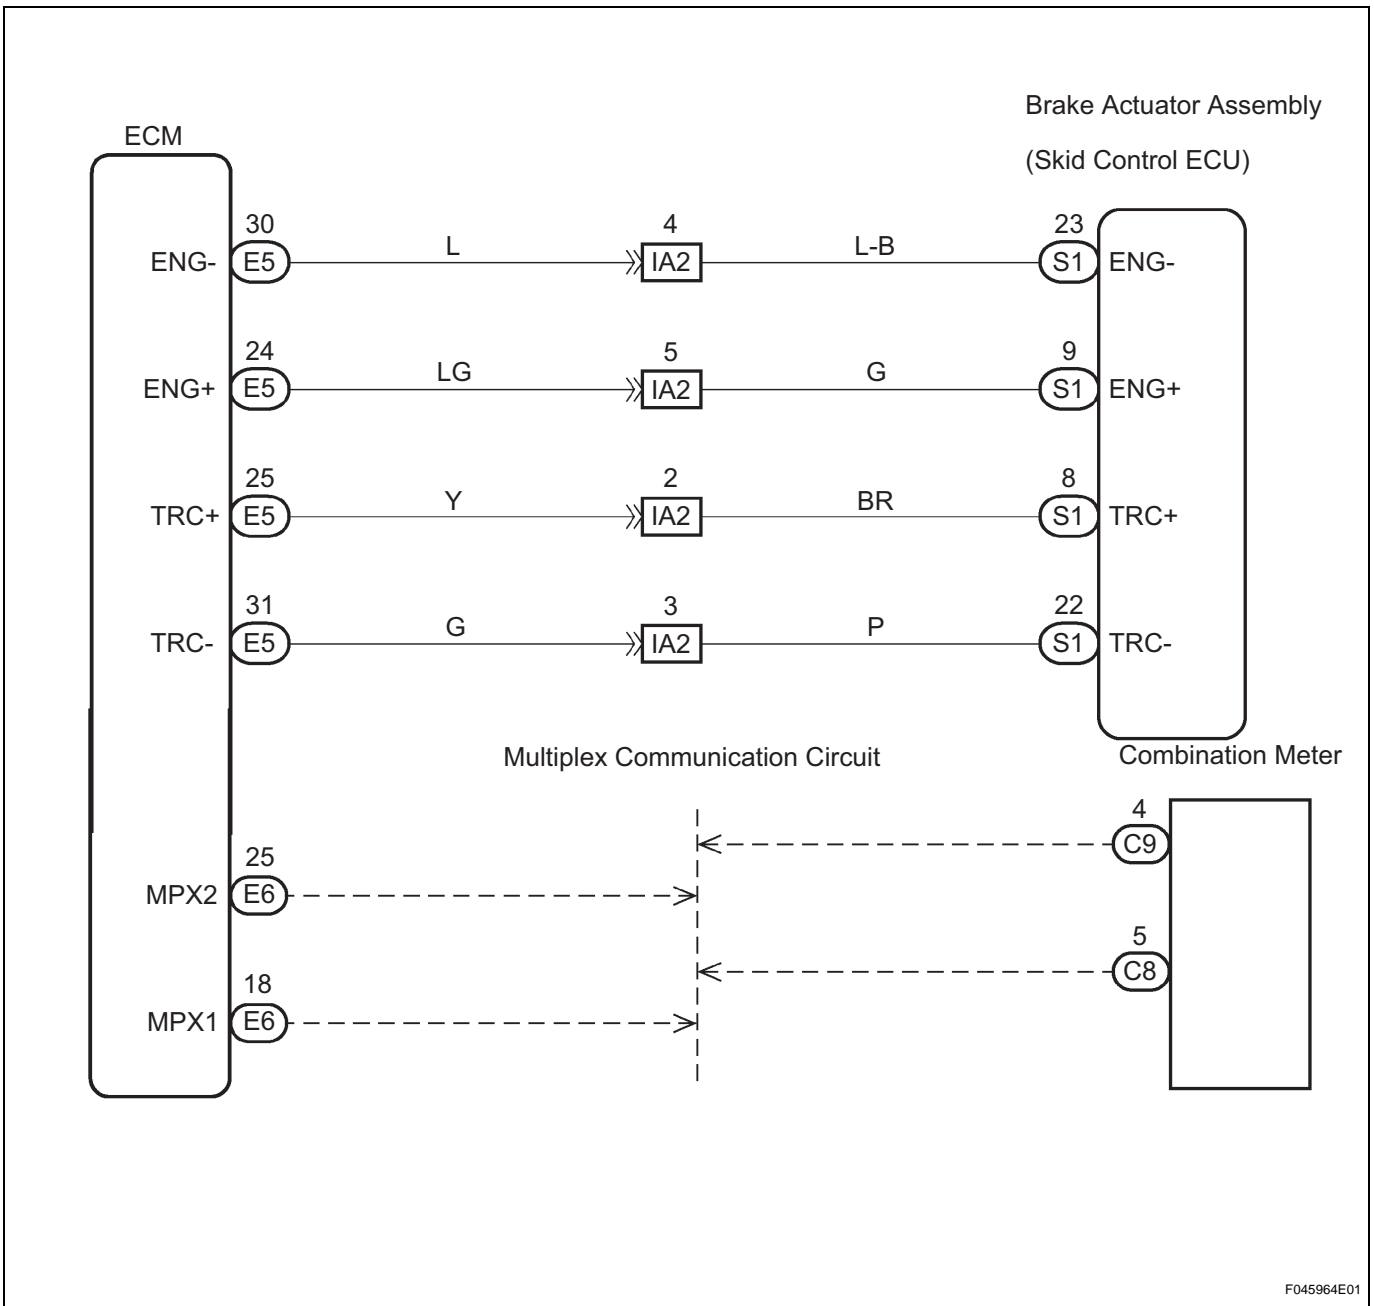 Brake Actuator Assembly
(Skid Control ECU)
ECM
30 4 23
ENG- E5 L IA2 L-B S1 ENG-
24 5 9
ENG+ E5 LG IA2 G S1 ENG+
25 2 8
TRC+ E5 Y IA2 BR S1 TRC+
31 3 22
TRC- E5 G IA2 P S1 TRC-
Multiplex Communication Circuit
Combination Meter
4
C9
25
MPX2 E6
5
C8
18
MPX1 E6
F045964E01